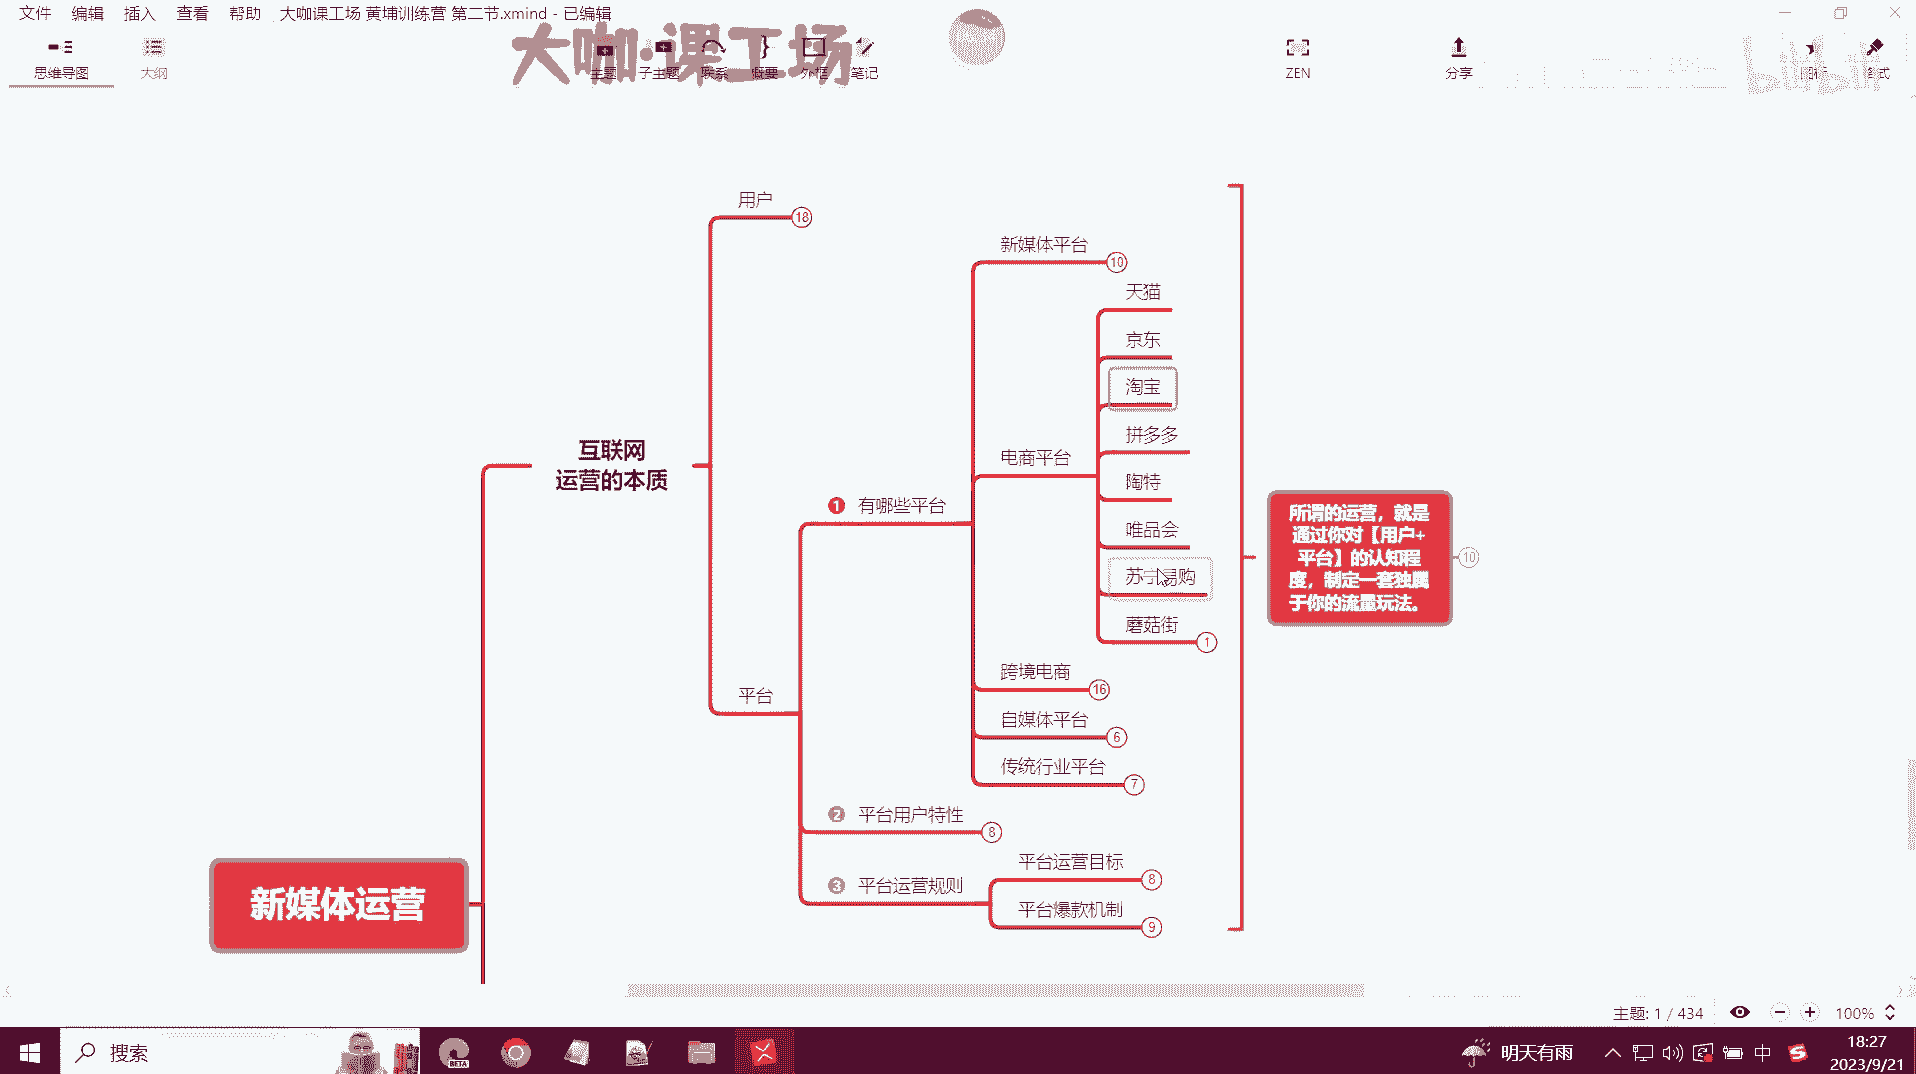 文件 编辑 插入 查看 帮助 大咖课工场 黄埔训练营 第二节.xmind - 已编辑
思维导图 大纲 主题 子主题 联系 概要 外框 笔记 ZEN 分享
大咖·课工场
bilibili
用户 18
新媒体平台 10
天猫
京东
淘宝
拼多多
电商平台
陶特
唯品会
苏宁易购
蘑菇街 1
互联网
运营的本质
1 有哪些平台
跨境电商 16
自媒体平台 6
传统行业平台 7
平台
2 平台用户特性 8
平台运营目标 8
3 平台运营规则
平台爆款机制 9
新媒体运营
所谓的运营，就是
通过你对【用户+
平台】的认知程
度，制定一套独属
于你的流量玩法。
10
主题: 1 / 434 100%
搜索
BETA
明天有雨
中
18:27
2023/9/21